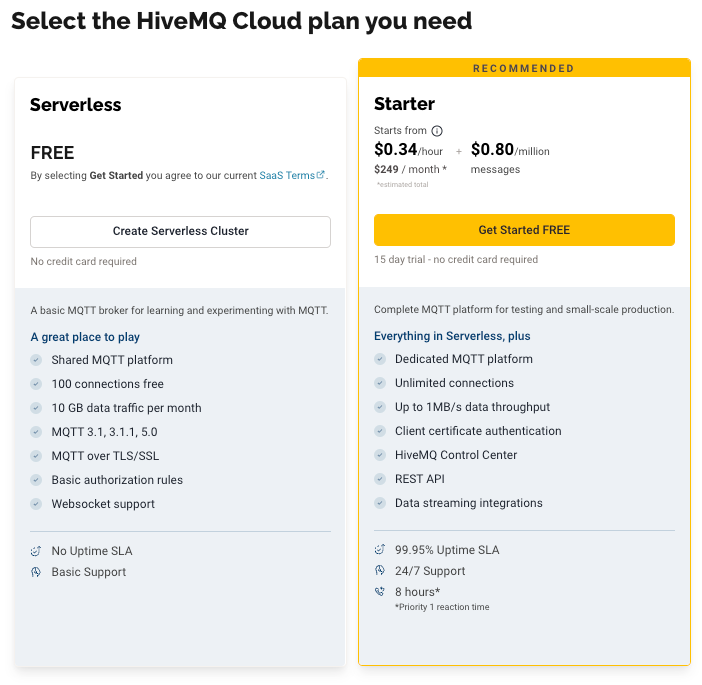 Select the HiveMQ Cloud plan you need
Serverless
FREE
By selecting Get Started you agree to our current SaaS Terms.
Create Serverless Cluster
No credit card required
A basic MQTT broker for learning and experimenting with MQTT.
A great place to play
Shared MQTT platform
100 connections free
10 GB data traffic per month
MQTT 3.1, 3.1.1, 5.0
MQTT over TLS/SSL
Basic authorization rules
Websocket support
No Uptime SLA
Basic Support
RECOMMENDED
Starter
Starts from
$0.34/hour + $0.80/million
$249 / month * messages
*estimated total
Get Started FREE
15 day trial - no credit card required
Complete MQTT platform for testing and small-scale production.
Everything in Serverless, plus
Dedicated MQTT platform
Unlimited connections
Up to 1MB/s data throughput
Client certificate authentication
HiveMQ Control Center
REST API
Data streaming integrations
99.95% Uptime SLA
24/7 Support
8 hours*
*Priority 1 reaction time